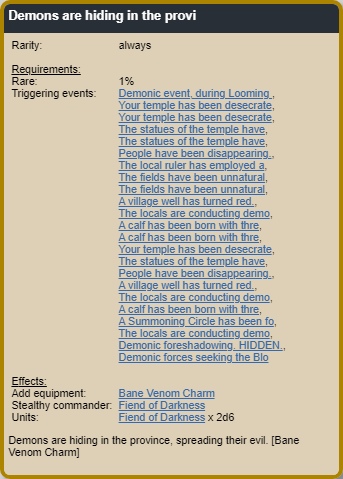 Demons are hiding in the provi
Rarity: always
Requirements:
Rare: 1%
Triggering events: Demonic event, during Looming ,
Your temple has been desecrate,
Your temple has been desecrate,
The statues of the temple have,
The statues of the temple have,
People have been disappearing.,
The local ruler has employed a,
The fields have been unnatural,
The fields have been unnatural,
A village well has turned red.,
The locals are conducting demo,
A calf has been born with thre,
A calf has been born with thre,
Your temple has been desecrate,
The statues of the temple have,
People have been disappearing.,
A village well has turned red.,
The locals are conducting demo,
A calf has been born with thre,
A Summoning Circle has been fo,
The locals are conducting demo,
Demonic foreshadowing. HIDDEN.,
Demonic forces seeking the Blo
Effects:
Add equipment: Bane Venom Charm
Stealthy commander: Fiend of Darkness
Units: Fiend of Darkness x 2d6
Demons are hiding in the province, spreading their evil. [Bane
Venom Charm]